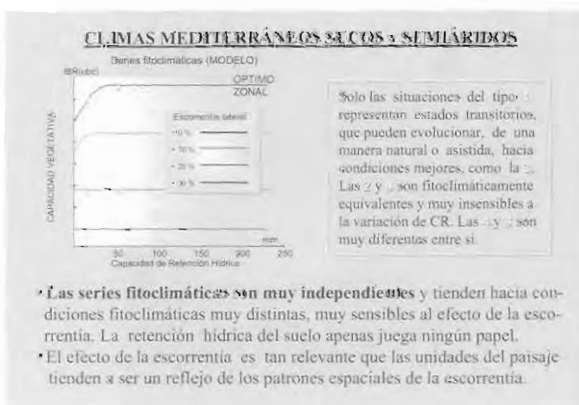 CLIMAS MEDITERRÁNEOS SECOS y SEMIÁRIDOS
Series fitoclimáticas (MODELO)
IBR(ubc)
OPTIMO
ZONAL
Escorrentía lateral
0 %
10 %
20 %
30 %
CAPACIDAD VEGETATIVA
mm
50 100 150 200 250
Capacidad de Retención Hídrica
Solo las situaciones del tipo
representan estados transitorios,
que pueden evolucionar, de una
manera natural o asistida, hacia
condiciones mejores, como la
Las 2 y son fitoclimáticamente
equivalentes y muy insensibles a
la variación de CR. Las y son
muy diferentes entre si.
• Las series fitoclimáticas son muy independientes y tienden hacia con-
diciones fitoclimáticas muy distintas, muy sensibles al efecto de la esco-
rrentía. La retención hídrica del suelo apenas juega ningún papel.
• El efecto de la escorrentía es tan relevante que las unidades del paisaje
tienden a ser un reflejo de los patrones espaciales de la escorrentía.